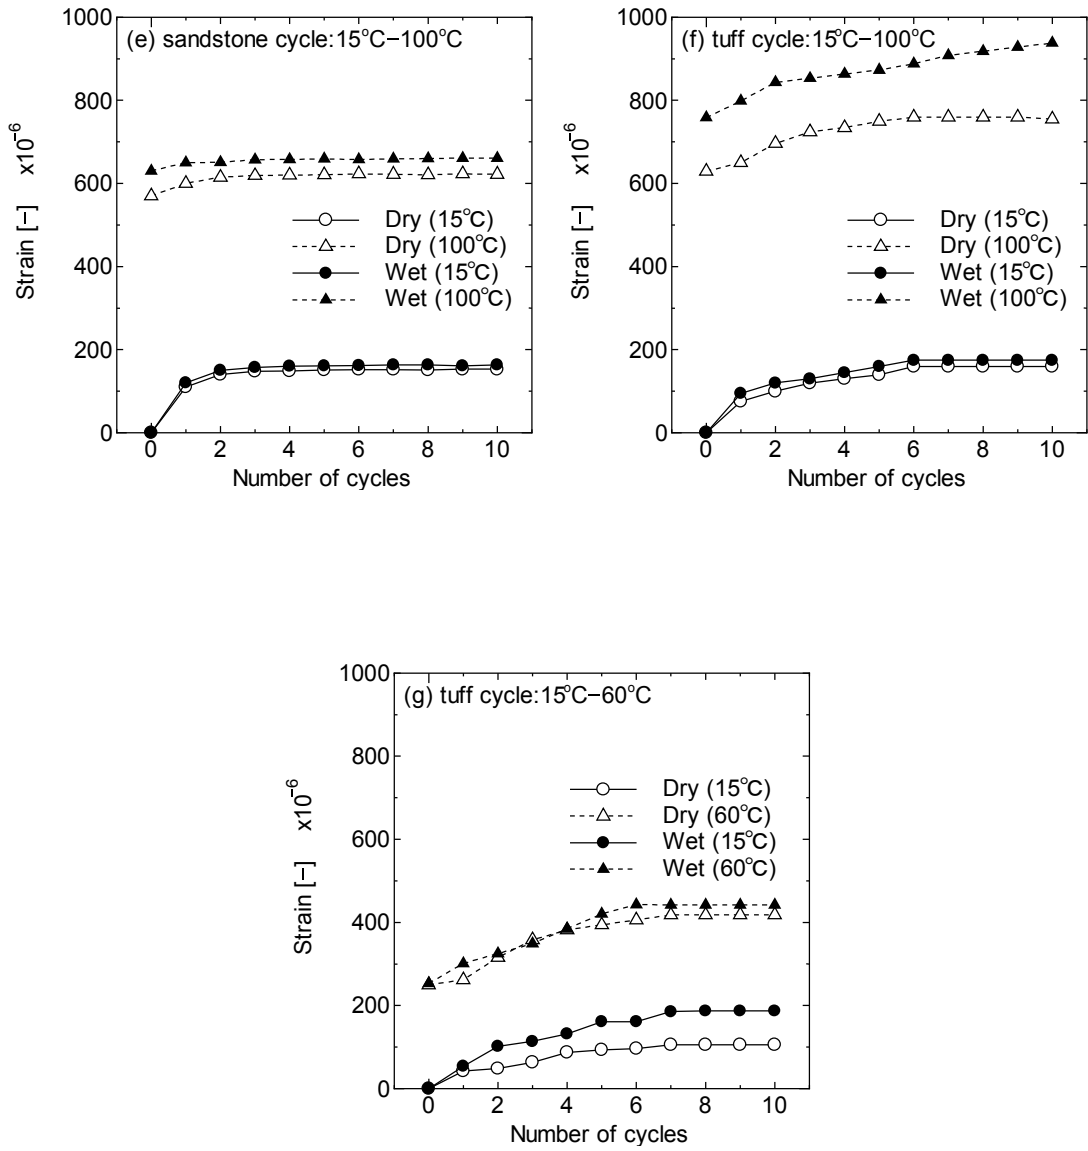 (e) sandstone cycle:15°C−100°C
1000
800
600
400
200
0
Strain [−] x10⁻⁶
Dry (15°C)
Dry (100°C)
Wet (15°C)
Wet (100°C)
0 2 4 6 8 10
Number of cycles
(f) tuff cycle:15°C−100°C
1000
800
600
400
200
0
Strain [−] x10⁻⁶
Dry (15°C)
Dry (100°C)
Wet (15°C)
Wet (100°C)
0 2 4 6 8 10
Number of cycles
(g) tuff cycle:15°C−60°C
1000
800
600
400
200
0
Strain [−] x10⁻⁶
Dry (15°C)
Dry (60°C)
Wet (15°C)
Wet (60°C)
0 2 4 6 8 10
Number of cycles